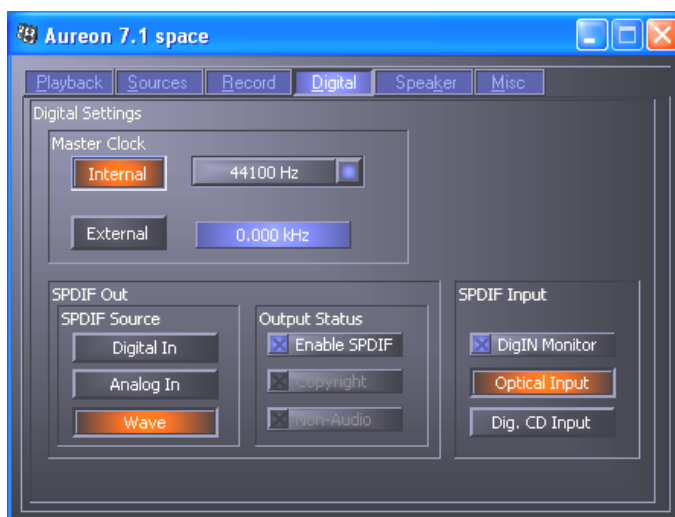 Aureon 7.1 space
Playback Sources Record Digital Speaker Misc
Digital Settings
Master Clock
Internal 44100 Hz
External 0.000 kHz
SPDIF Out SPDIF Input
SPDIF Source Output Status
Digital In Enable SPDIF DigIN Monitor
Analog In Copyright Optical Input
Wave Non-Audio Dig. CD Input